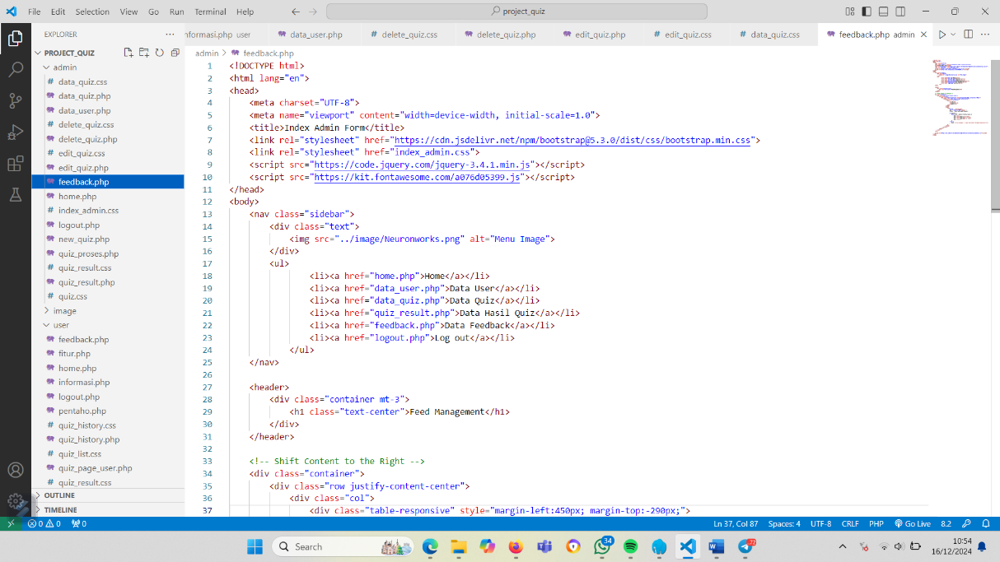 File Edit Selection View Go Run Terminal Help
project_quiz
EXPLORER
PROJECT_QUIZ
admin
data_quiz.css
data_quiz.php
data_user.php
delete_quiz.css
delete_quiz.php
edit_quiz.css
edit_quiz.php
feedback.php
home.php
index_admin.css
logout.php
new_quiz.php
quiz_proses.php
quiz_result.css
quiz_result.php
quiz.css
image
user
feedback.php
fitur.php
home.php
informasi.php
logout.php
pentaho.php
quiz_history.css
quiz_history.php
quiz_list.css
quiz_page_user.php
quiz_result.css
OUTLINE
TIMELINE
informasi.php user data_user.php delete_quiz.css delete_quiz.php edit_quiz.php edit_quiz.css data_quiz.css feedback.php admin
admin > feedback.php
1 <!DOCTYPE html>
2 <html lang="en">
3 <head>
4 <meta charset="UTF-8">
5 <meta name="viewport" content="width=device-width, initial-scale=1.0">
6 <title>Index Admin Form</title>
7 <link rel="stylesheet" href="https://cdn.jsdelivr.net/npm/bootstrap@5.3.0/dist/css/bootstrap.min.css">
8 <link rel="stylesheet" href="index_admin.css">
9 <script src="https://code.jquery.com/jquery-3.4.1.min.js"></script>
10 <script src="https://kit.fontawesome.com/a076d05399.js"></script>
11 </head>
12 <body>
13 <nav class="sidebar">
14 <div class="text">
15 <img src="../image/Neuronworks.png" alt="Menu Image">
16 </div>
17 <ul>
18 <li><a href="home.php">Home</a></li>
19 <li><a href="data_user.php">Data User</a></li>
20 <li><a href="data_quiz.php">Data Quiz</a></li>
21 <li><a href="quiz_result.php">Data Hasil Quiz</a></li>
22 <li><a href="feedback.php">Data Feedback</a></li>
23 <li><a href="logout.php">Log out</a></li>
24 </ul>
25 </nav>
26
27 <header>
28 <div class="container mt-3">
29 <h1 class="text-center">Feed Management</h1>
30 </div>
31 </header>
32
33 <!-- Shift Content to the Right -->
34 <div class="container">
35 <div class="row justify-content-center">
36 <div class="col">
37 <div class="table-responsive" style="margin-left:450px; margin-top:-290px;">
0 0 0 Ln 37, Col 87 Spaces: 4 UTF-8 CRLF PHP Go Live 8.2
Search 34 72 10:54
16/12/2024